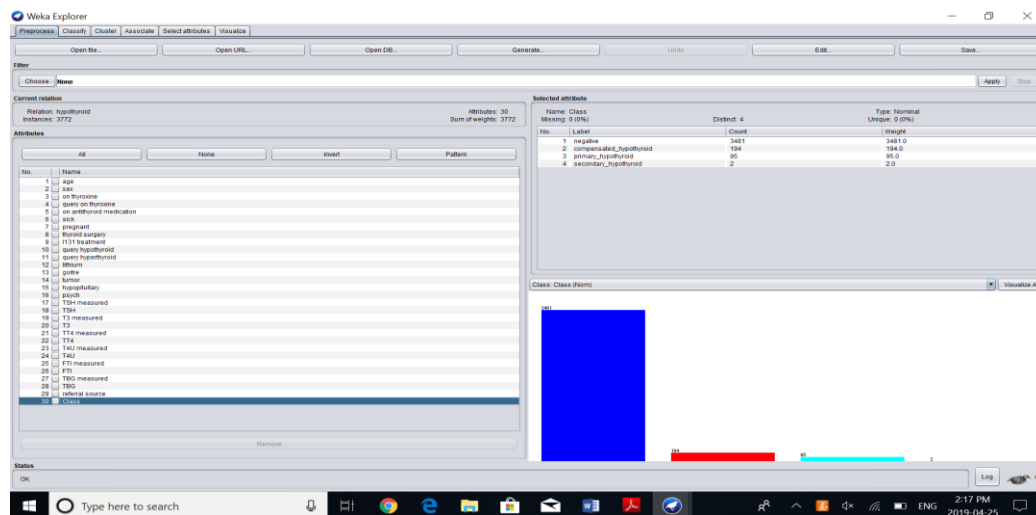 Weka Explorer
Preprocess Classify Cluster Associate Select attributes Visualize
Open file... Open URL... Open DB... Generate... Undo Edit... Save...
Filter
Choose None Apply Stop
Current relation
Relation: hypothyroid Attributes: 30
Instances: 3772 Sum of weights: 3772
Attributes
All None Invert Pattern
No. Name
1 age
2 sex
3 on thyroxine
4 query on thyroxine
5 on antithyroid medication
6 sick
7 pregnant
8 thyroid surgery
9 I131 treatment
10 query hypothyroid
11 query hyperthyroid
12 lithium
13 goitre
14 tumor
15 hypopituitary
16 psych
17 TSH measured
18 TSH
19 T3 measured
20 T3
21 TT4 measured
22 TT4
23 T4U measured
24 T4U
25 FTI measured
26 FTI
27 TBG measured
28 TBG
29 referral source
30 Class
Remove
Selected attribute
Name: Class Type: Nominal
Missing: 0 (0%) Distinct: 4 Unique: 0 (0%)
No. Label Count Weight
1 negative 3481 3481.0
2 compensated_hypothyroid 194 194.0
3 primary_hypothyroid 95 95.0
4 secondary_hypothyroid 2 2.0
Class: Class (Nom) Visualize A
3481
194
95
2
Status
OK Log
Type here to search
ENG
2:17 PM
2019-04-25